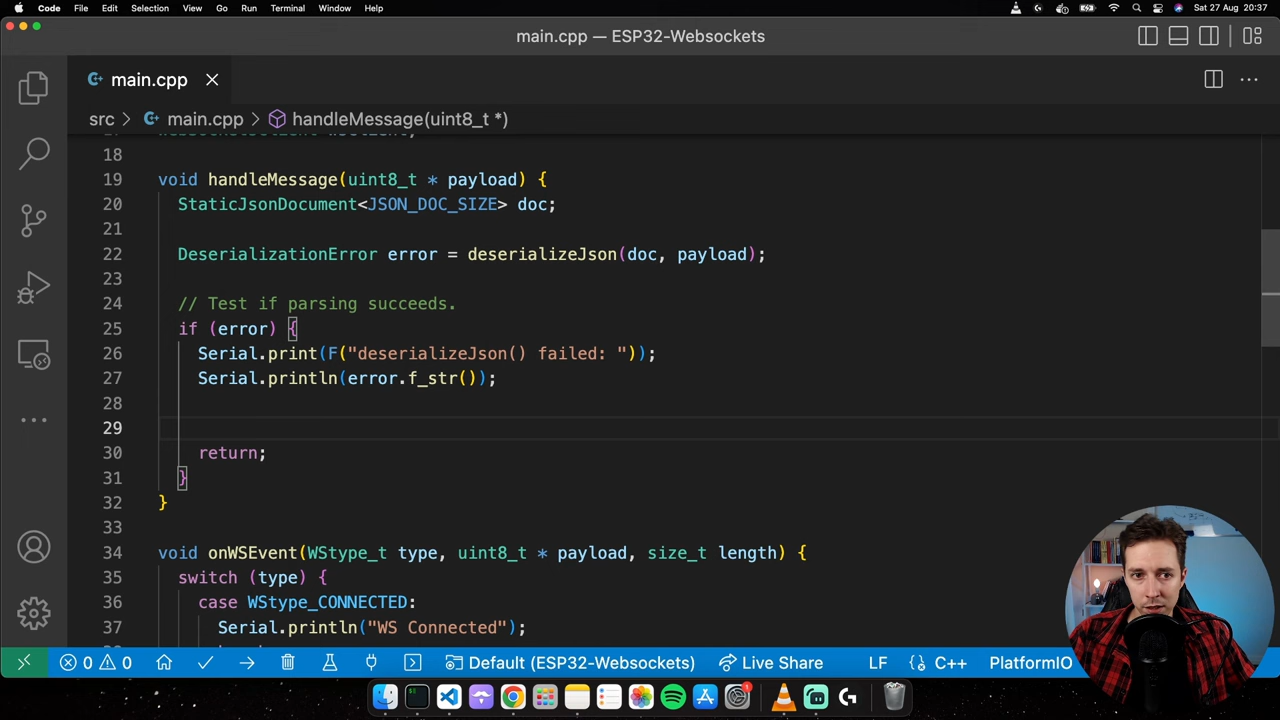 Code File Edit Selection View Go Run Terminal Window Help Sat 27 Aug 20:37
main.cpp — ESP32-Websockets
main.cpp
src > main.cpp > handleMessage(uint8_t *)
18
19 void handleMessage(uint8_t * payload) {
20 StaticJsonDocument<JSON_DOC_SIZE> doc;
21
22 DeserializationError error = deserializeJson(doc, payload);
23
24 // Test if parsing succeeds.
25 if (error) {
26 Serial.print(F("deserializeJson() failed: "));
27 Serial.println(error.f_str());
28
29
30 return;
31 }
32 }
33
34 void onWSEvent(WStype_t type, uint8_t * payload, size_t length) {
35 switch (type) {
36 case WStype_CONNECTED:
37 Serial.println("WS Connected");
0 0 Default (ESP32-Websockets) Live Share LF {} C++ PlatformIO